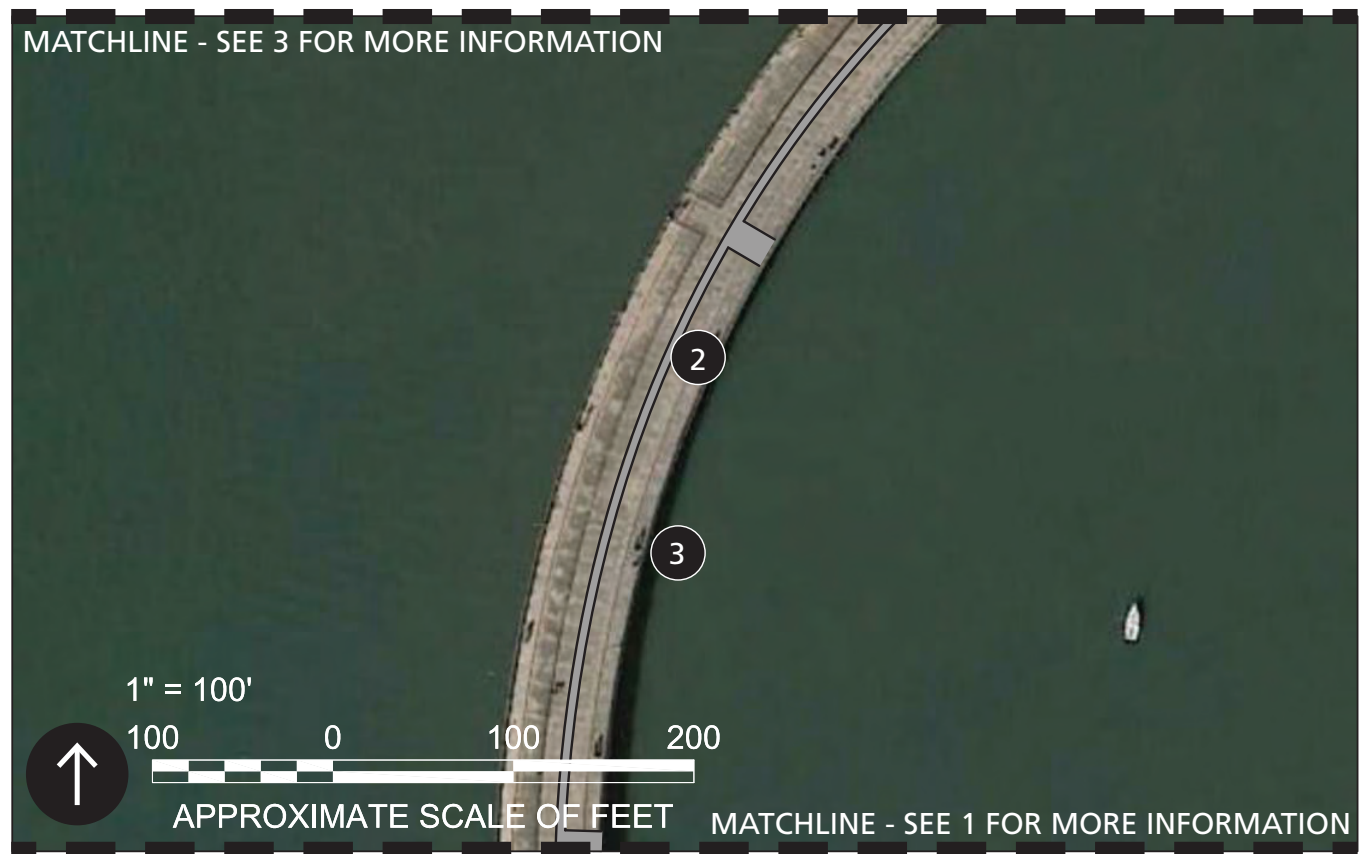 MATCHLINE - SEE 3 FOR MORE INFORMATION
2
3
1" = 100'
100 0 100 200
APPROXIMATE SCALE OF FEET
MATCHLINE - SEE 1 FOR MORE INFORMATION